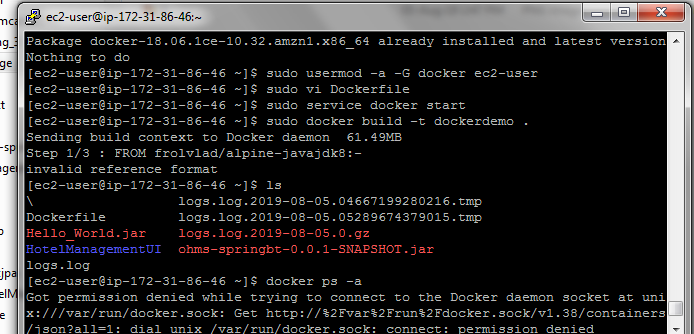 ec2-user@ip-172-31-86-46:~
Package docker-18.06.1ce-10.32.amzn1.x86_64 already installed and latest version
Nothing to do
[ec2-user@ip-172-31-86-46 ~]$ sudo usermod -a -G docker ec2-user
[ec2-user@ip-172-31-86-46 ~]$ sudo vi Dockerfile
[ec2-user@ip-172-31-86-46 ~]$ sudo service docker start
[ec2-user@ip-172-31-86-46 ~]$ sudo docker build -t dockerdemo .
Sending build context to Docker daemon  61.49MB
Step 1/3 : FROM frolvlad/alpine-javajdk8:-
invalid reference format
[ec2-user@ip-172-31-86-46 ~]$ ls
\ logs.log.2019-08-05.04667199280216.tmp
Dockerfile logs.log.2019-08-05.05289674379015.tmp
Hello_World.jar logs.log.2019-08-05.0.gz
HotelManagementUI ohms-springbt-0.0.1-SNAPSHOT.jar
logs.log
[ec2-user@ip-172-31-86-46 ~]$ docker ps -a
Got permission denied while trying to connect to the Docker daemon socket at uni
x:///var/run/docker.sock: Get http://%2Fvar%2Frun%2Fdocker.sock/v1.38/containers
/json?all=1: dial unix /var/run/docker.sock: connect: permission denied